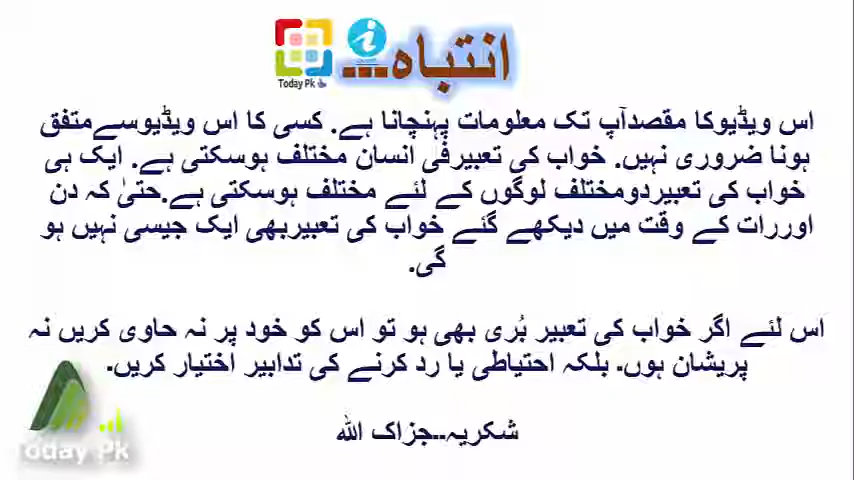 انتباہ...
Today Pk
اس ویڈیوکا مقصدآپ تک معلومات پہنچانا ہے. کسی کا اس ویڈیوسےمتفق
ہونا ضروری نہیں. خواب کی تعبیرفی انسان مختلف ہوسکتی ہے. ایک ہی
خواب کی تعبیردومختلف لوگوں کے لئے مختلف ہوسکتی ہے.حتیٰ کہ دن
اوررات کے وقت میں دیکھے گئے خواب کی تعبیربھی ایک جیسی نہیں ہو
گی.
اس لئے اگر خواب کی تعبیر بُری بھی ہو تو اس کو خود پر نہ حاوی کریں نہ
پریشان ہوں. بلکہ احتیاطی یا رد کرنے کی تدابیر اختیار کریں.
شکریہ..جزاک اللہ
Today Pk